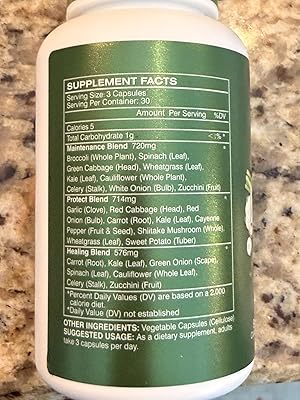 SUPPLEMENT FACTS
Serving Size: 3 Capsules
Serving Per Container: 30
Amount Per Serving %DV
Calories 5
Total Carbohydrate 1g <1% *
Maintenance Blend 720mg *
Broccoli (Whole Plant), Spinach (Leaf),
Green Cabbage (Head), Wheatgrass (Leaf),
Kale (Leaf), Cauliflower (Whole Plant),
Celery (Stalk), White Onion (Bulb), Zucchini (Fruit)
Protect Blend 714mg *
Garlic (Clove), Red Cabbage (Head), Red
Onion (Bulb), Carrot (Root), Kale (Leaf), Cayenne
Pepper (Fruit & Seed), Shiitake Mushroom (Whole),
Wheatgrass (Leaf), Sweet Potato (Tuber)
Healing Blend 576mg *
Carrot (Root), Kale (Leaf), Green Onion (Scape),
Spinach (Leaf), Cauliflower (Whole Leaf),
Celery (Stalk), Zucchini (Fruit)
*Percent Daily Values (DV) are based on a 2,000
calorie diet.
*Daily Value (DV) not established
OTHER INGREDIENTS: Vegetable Capsules (Cellulose)
SUGGESTED USAGE: As a dietary supplement, adults
take 3 capsules per day.